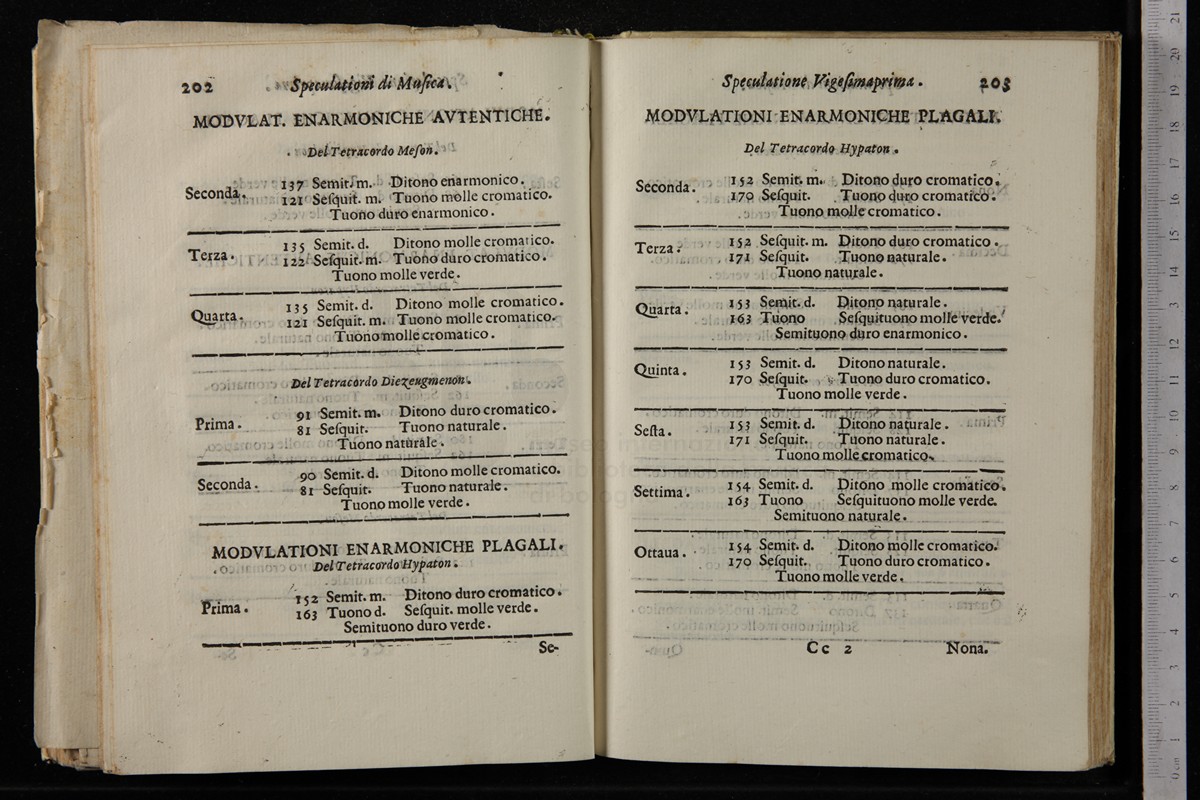 202 Speculationi di Musica.
MODVLAT. ENARMONICHE AVTENTICHE.
Del Tetracordo Meſon.
Seconda. 137 Semit. m. Ditono enarmonico.
121 Seſquit. m. Tuono molle cromatico.
Tuono duro enarmonico.
Terza. 135 Semit. d. Ditono molle cromatico.
122 Seſquit. m. Tuono duro cromatico.
Tuono molle verde.
Quarta. 135 Semit. d. Ditono molle cromatico.
121 Seſquit. m. Tuono molle cromatico.
Tuono molle cromatico.
Del Tetracordo Diezeugmenon.
Prima. 91 Semit. m. Ditono duro cromatico.
81 Seſquit. Tuono naturale.
Tuono naturale.
Seconda. 90 Semit. d. Ditono molle cromatico.
81 Seſquit. Tuono naturale.
Tuono molle verde.
MODVLATIONI ENARMONICHE PLAGALI.
Del Tetracordo Hypaton.
Prima. 152 Semit. m. Ditono duro cromatico.
163 Tuono d. Seſquit. molle verde.
Semituono duro verde.
Se-
Speculatione Vigeſimaprima. 203
MODVLATIONI ENARMONICHE PLAGALI.
Del Tetracordo Hypaton.
Seconda. 152 Semit. m. Ditono duro cromatico.
170 Seſquit. Tuono duro cromatico.
Tuono molle cromatico.
Terza. 152 Seſquit. m. Ditono duro cromatico.
171 Seſquit. Tuono naturale.
Tuono naturale.
Quarta. 153 Semit. d. Ditono naturale.
163 Tuono Seſquituono molle verde.
Semituono duro enarmonico.
Quinta. 153 Semit. d. Ditono naturale.
170 Seſquit. Tuono duro cromatico.
Tuono molle verde.
Seſta. 153 Semit. d. Ditono naturale.
171 Seſquit. Tuono naturale.
Tuono molle cromatico.
Settima. 154 Semit. d. Ditono molle cromatico.
163 Tuono Seſquituono molle verde.
Semituono naturale.
Ottaua. 154 Semit. d. Ditono molle cromatico.
170 Seſquit. Tuono duro cromatico.
Tuono molle verde.
Cc 2 Nona.